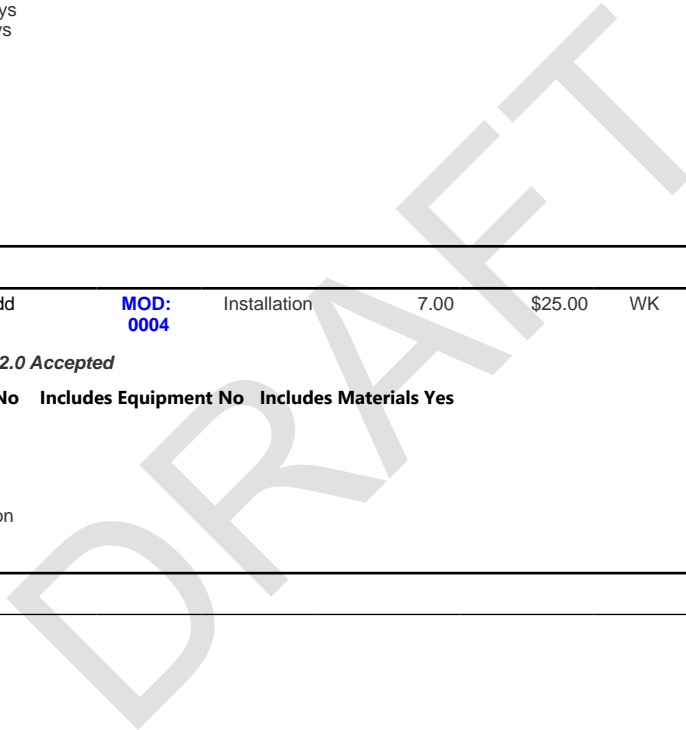 ys
ys
dd MOD: Installation 7.00 $25.00 WK
0004
2.0 Accepted
No Includes Equipment No Includes Materials Yes
on
DRAFT